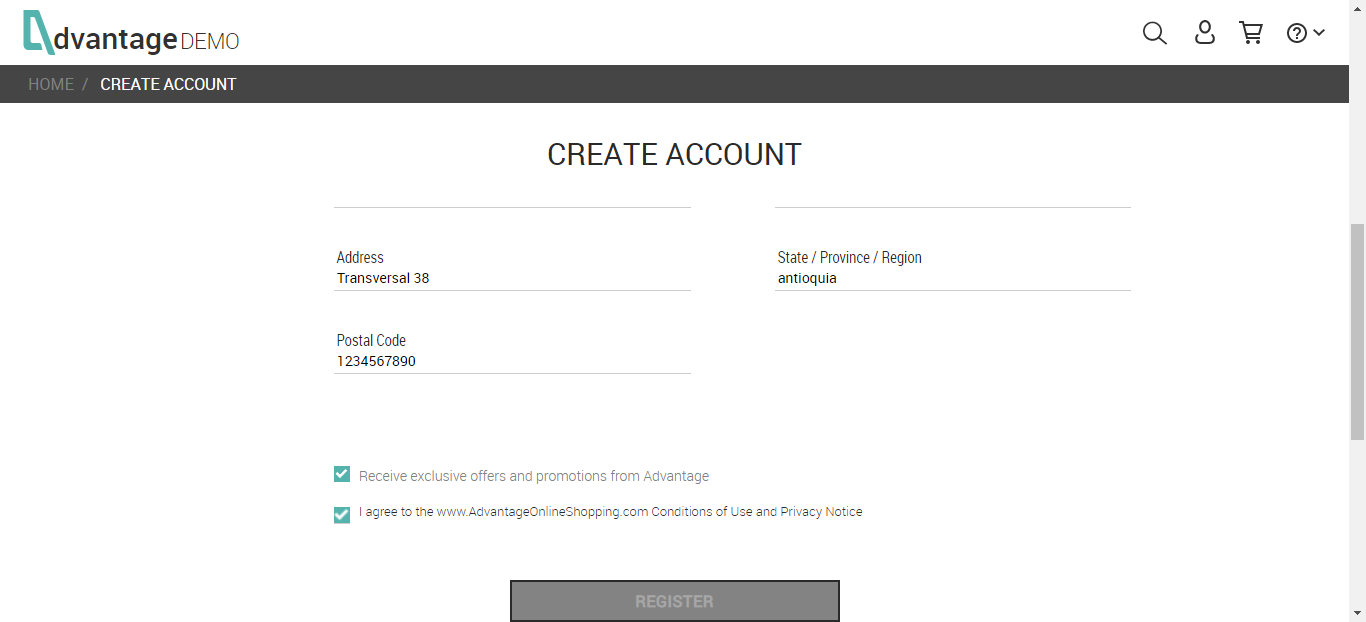 dvantage DEMO
HOME / CREATE ACCOUNT
CREATE ACCOUNT
Address
Transversal 38
State / Province / Region
antioquia
Postal Code
1234567890
Receive exclusive offers and promotions from Advantage
I agree to the www.AdvantageOnlineShopping.com Conditions of Use and Privacy Notice
REGISTER